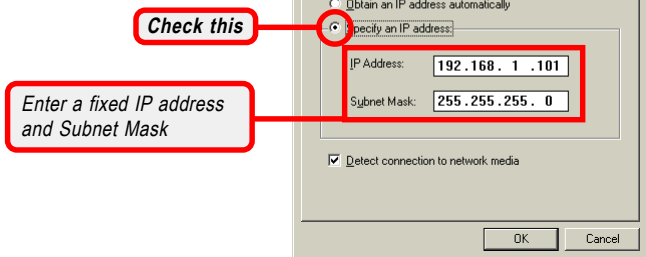 Obtain an IP address automatically
Check this
Specify an IP address:
IP Address: 192.168. 1 .101
Enter a fixed IP address
and Subnet Mask
Subnet Mask: 255.255.255. 0
Detect connection to network media
OK Cancel